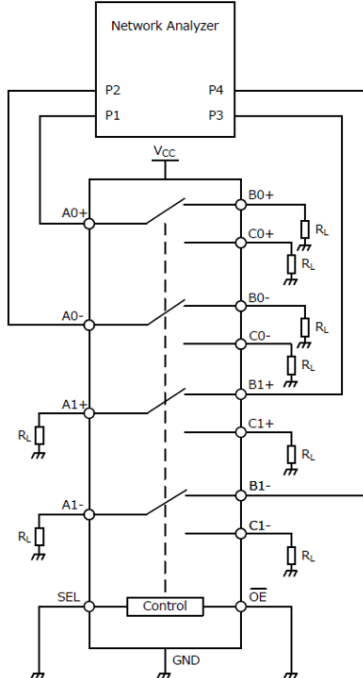 Network Analyzer
P2
P4
P1
P3
VCC
A0+
B0+
RL
C0+
RL
A0-
B0-
RL
C0-
RL
A1+
B1+
RL
C1+
RL
A1-
B1-
RL
C1-
RL
SEL
Control
OE
GND